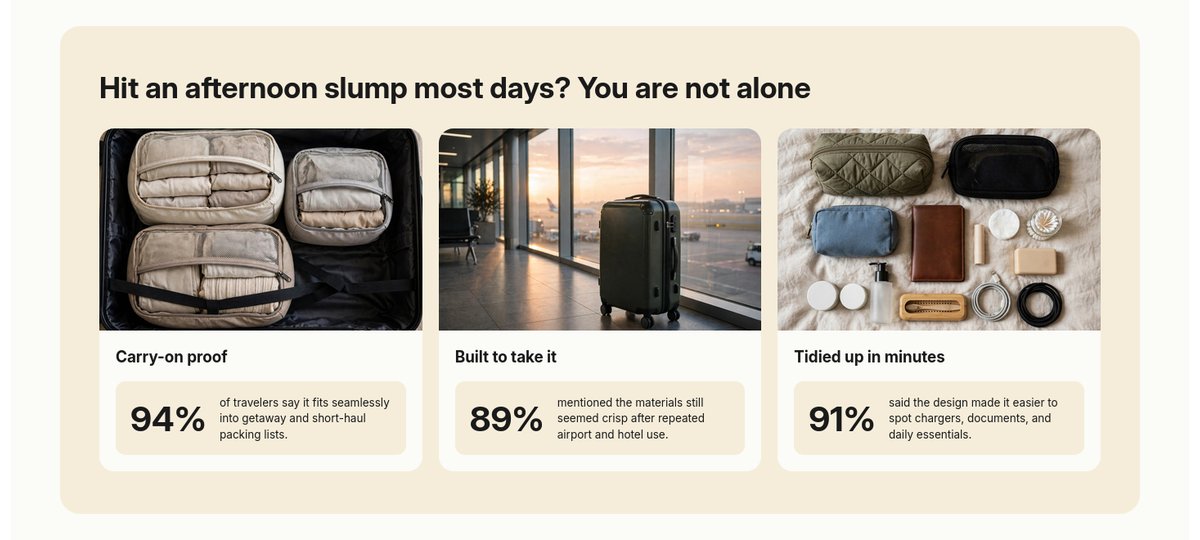 Hit an afternoon slump most days? You are not alone
Carry-on proof
94%
of travelers say it fits seamlessly
into getaway and short-haul
packing lists.
Built to take it
89%
mentioned the materials still
seemed crisp after repeated
airport and hotel use.
Tidied up in minutes
91%
said the design made it easier to
spot chargers, documents, and
daily essentials.